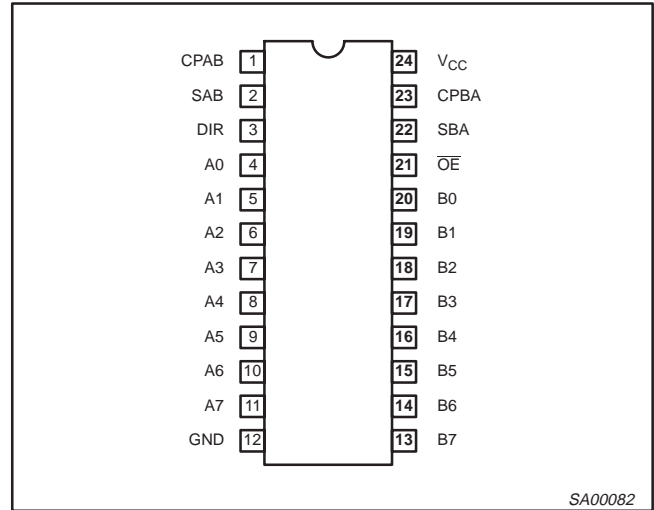 CPAB 1 24 VCC
SAB 2 23 CPBA
DIR 3 22 SBA
A0 4 21 O̅E̅
A1 5 20 B0
A2 6 19 B1
A3 7 18 B2
A4 8 17 B3
A5 9 16 B4
A6 10 15 B5
A7 11 14 B6
GND 12 13 B7
SA00082